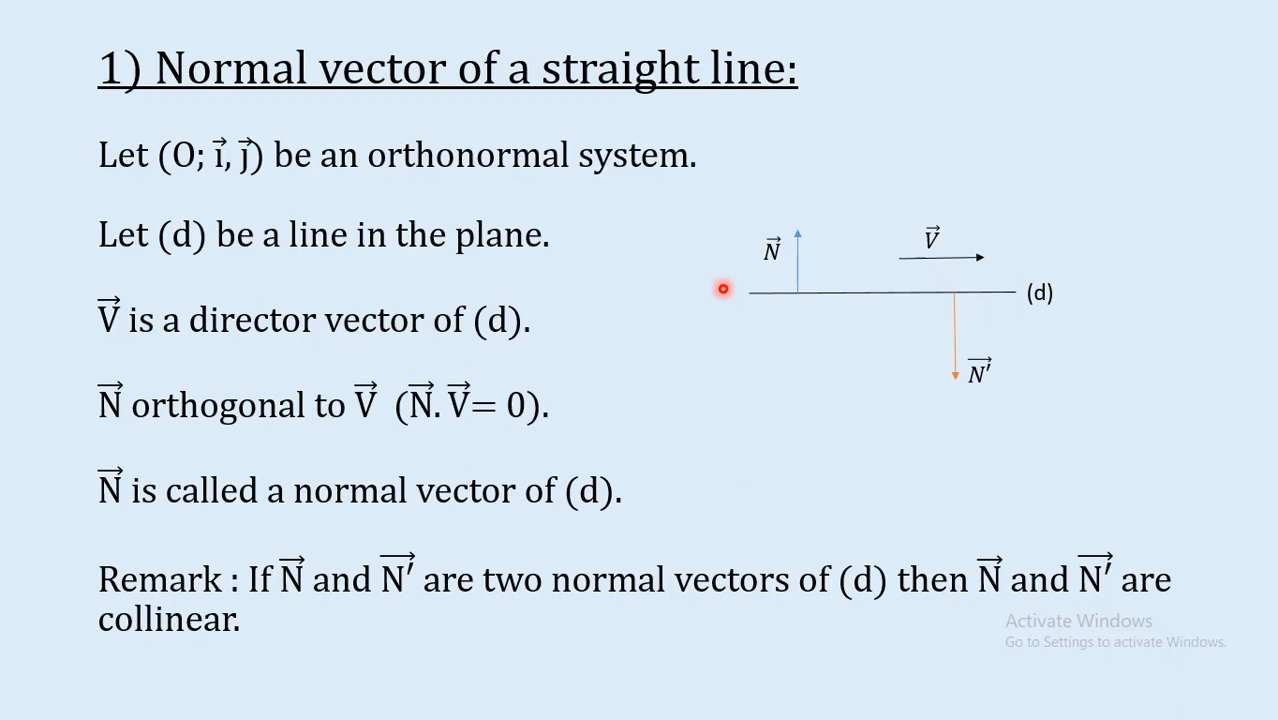 1) Normal vector of a straight line:
Let (O; i⃗, j⃗) be an orthonormal system.
Let (d) be a line in the plane.
V⃗ is a director vector of (d).
N⃗ orthogonal to V⃗ (N⃗. V⃗= 0).
N⃗ is called a normal vector of (d).
Remark : If N⃗ and N′⃗ are two normal vectors of (d) then N⃗ and N′⃗ are
collinear.
N⃗
V⃗
(d)
N′⃗
Activate Windows
Go to Settings to activate Windows.